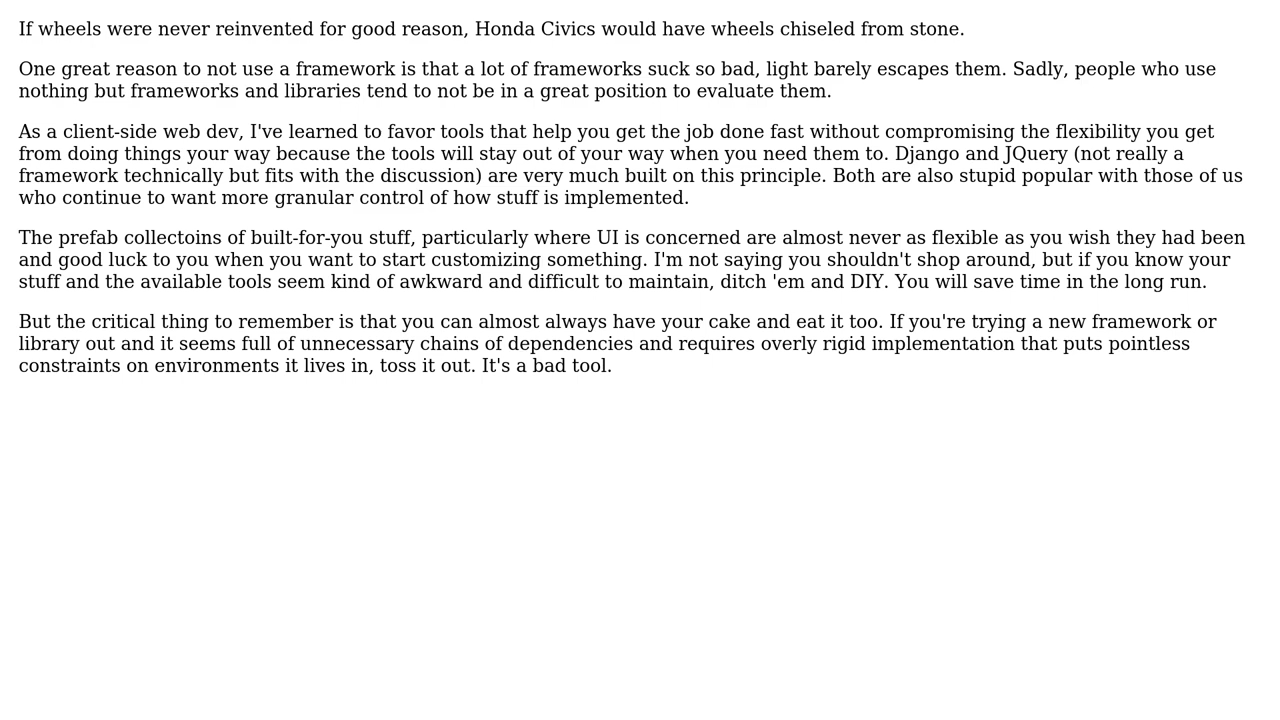 If wheels were never reinvented for good reason, Honda Civics would have wheels chiseled from stone.
One great reason to not use a framework is that a lot of frameworks suck so bad, light barely escapes them. Sadly, people who use
nothing but frameworks and libraries tend to not be in a great position to evaluate them.
As a client-side web dev, I've learned to favor tools that help you get the job done fast without compromising the flexibility you get
from doing things your way because the tools will stay out of your way when you need them to. Django and JQuery (not really a
framework technically but fits with the discussion) are very much built on this principle. Both are also stupid popular with those of us
who continue to want more granular control of how stuff is implemented.
The prefab collectoins of built-for-you stuff, particularly where UI is concerned are almost never as flexible as you wish they had been
and good luck to you when you want to start customizing something. I'm not saying you shouldn't shop around, but if you know your
stuff and the available tools seem kind of awkward and difficult to maintain, ditch 'em and DIY. You will save time in the long run.
But the critical thing to remember is that you can almost always have your cake and eat it too. If you're trying a new framework or
library out and it seems full of unnecessary chains of dependencies and requires overly rigid implementation that puts pointless
constraints on environments it lives in, toss it out. It's a bad tool.